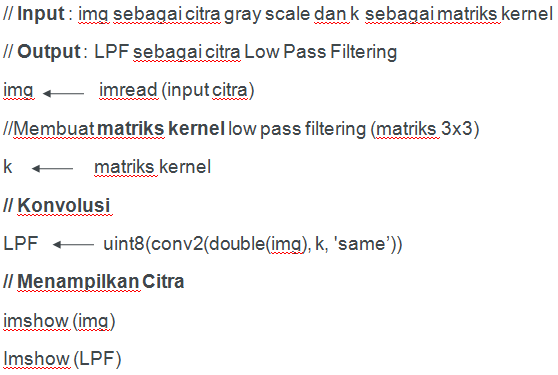 // Input : img sebagai citra gray scale dan k sebagai matriks kernel
// Output : LPF sebagai citra Low Pass Filtering
img ← imread (input citra)
//Membuat matriks kernel low pass filtering (matriks 3x3)
k ← matriks kernel
// Konvolusi
LPF ← uint8(conv2(double(img), k, 'same’))
// Menampilkan Citra
imshow (img)
Imshow (LPF)